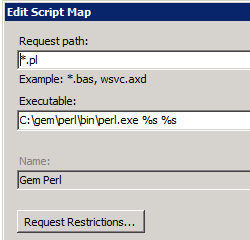 Edit Script Map
Request path:
*.pl
Example: *.bas, wsvc.axd
Executable:
C:\gem\perl\bin\perl.exe %s %s
Name:
Gem Perl
Request Restrictions...